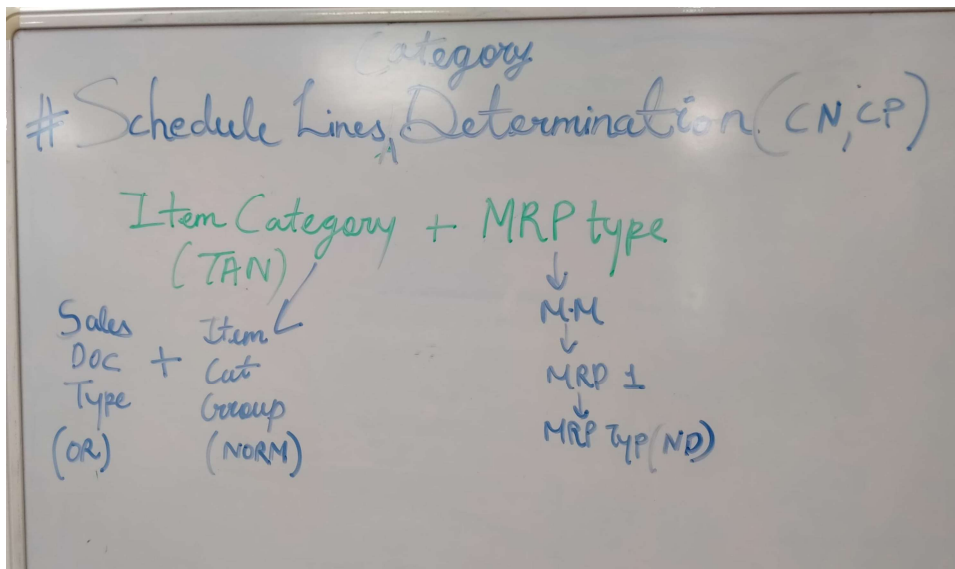 Category
# Schedule Lines ^ Determination (CN, CP)
Item Category + MRP type
(TAN)
Sales Doc Type + Item Cat Group
(OR) (NORM)
M.M
MRP 1
MRP Typ (ND)